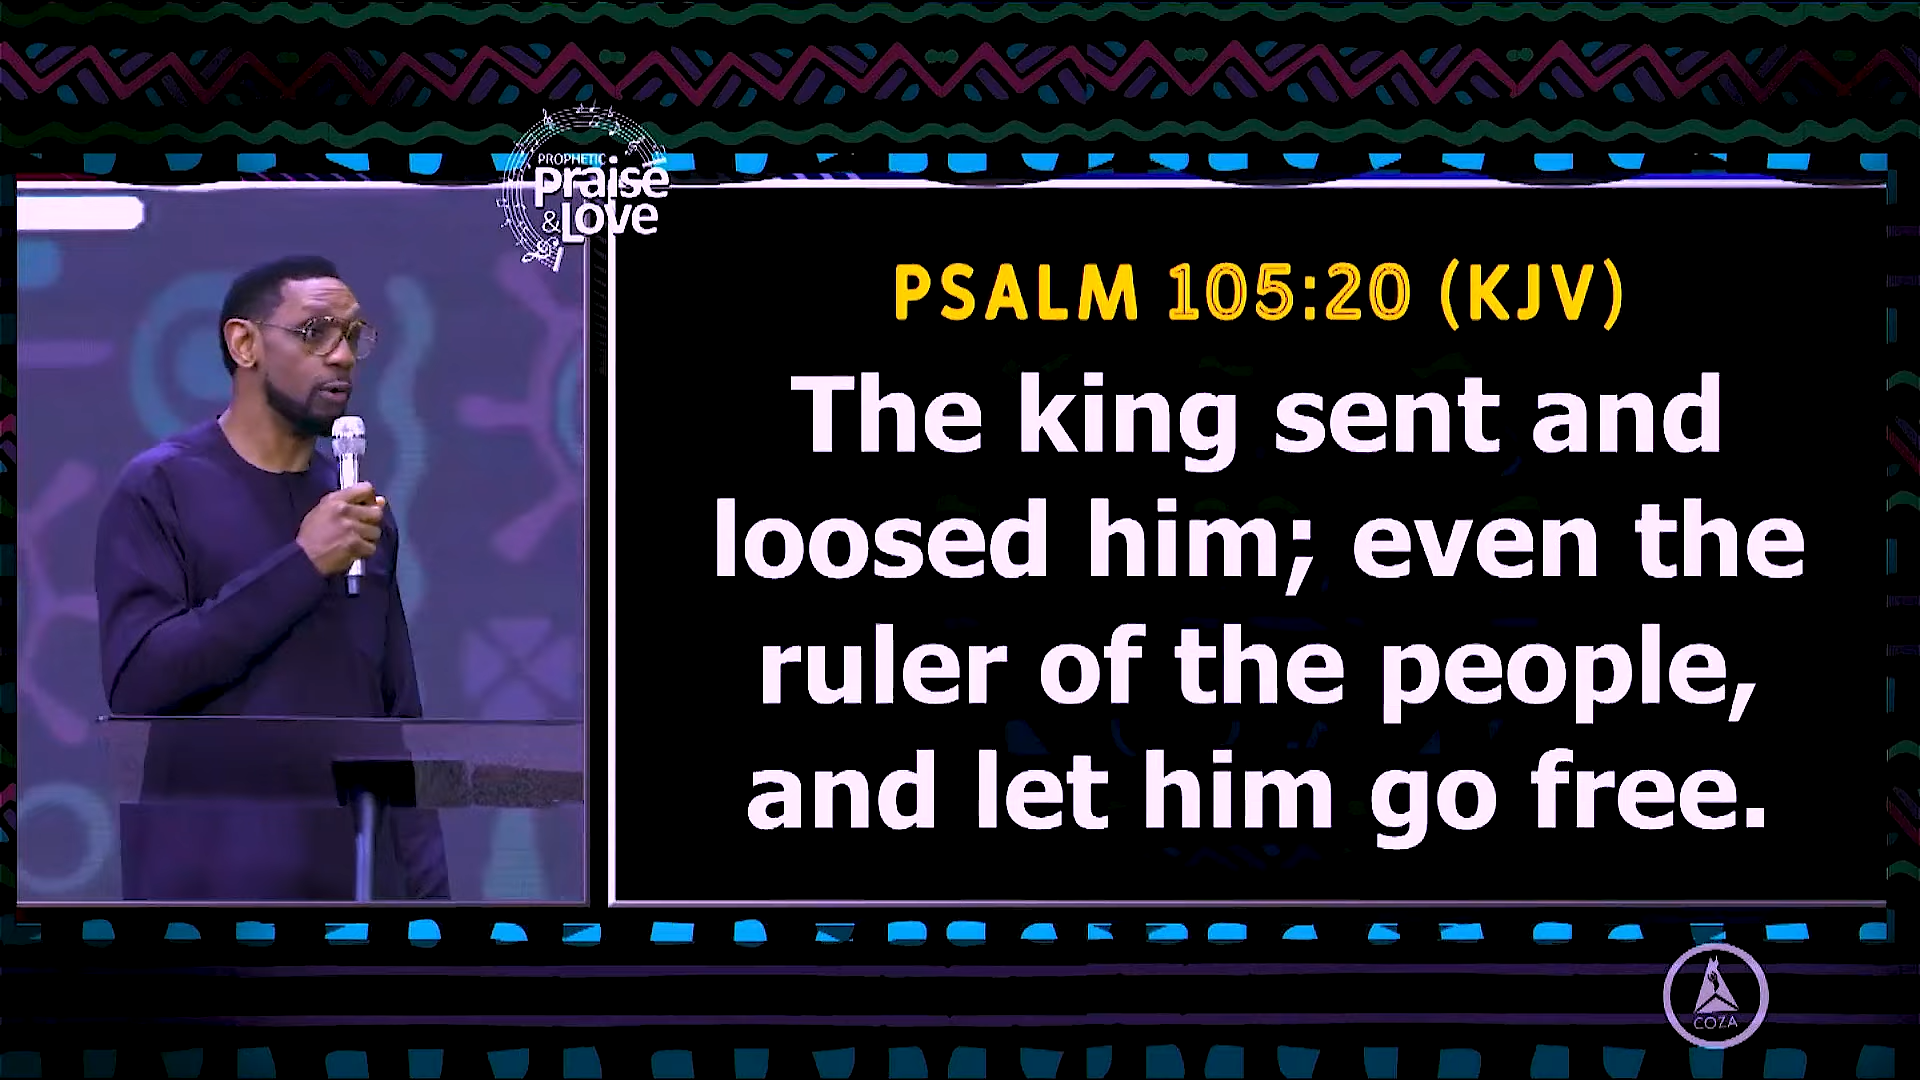 PROPHETIC
praise
&Love
PSALM 105:20 (KJV)
The king sent and
loosed him; even the
ruler of the people,
and let him go free.
COZA